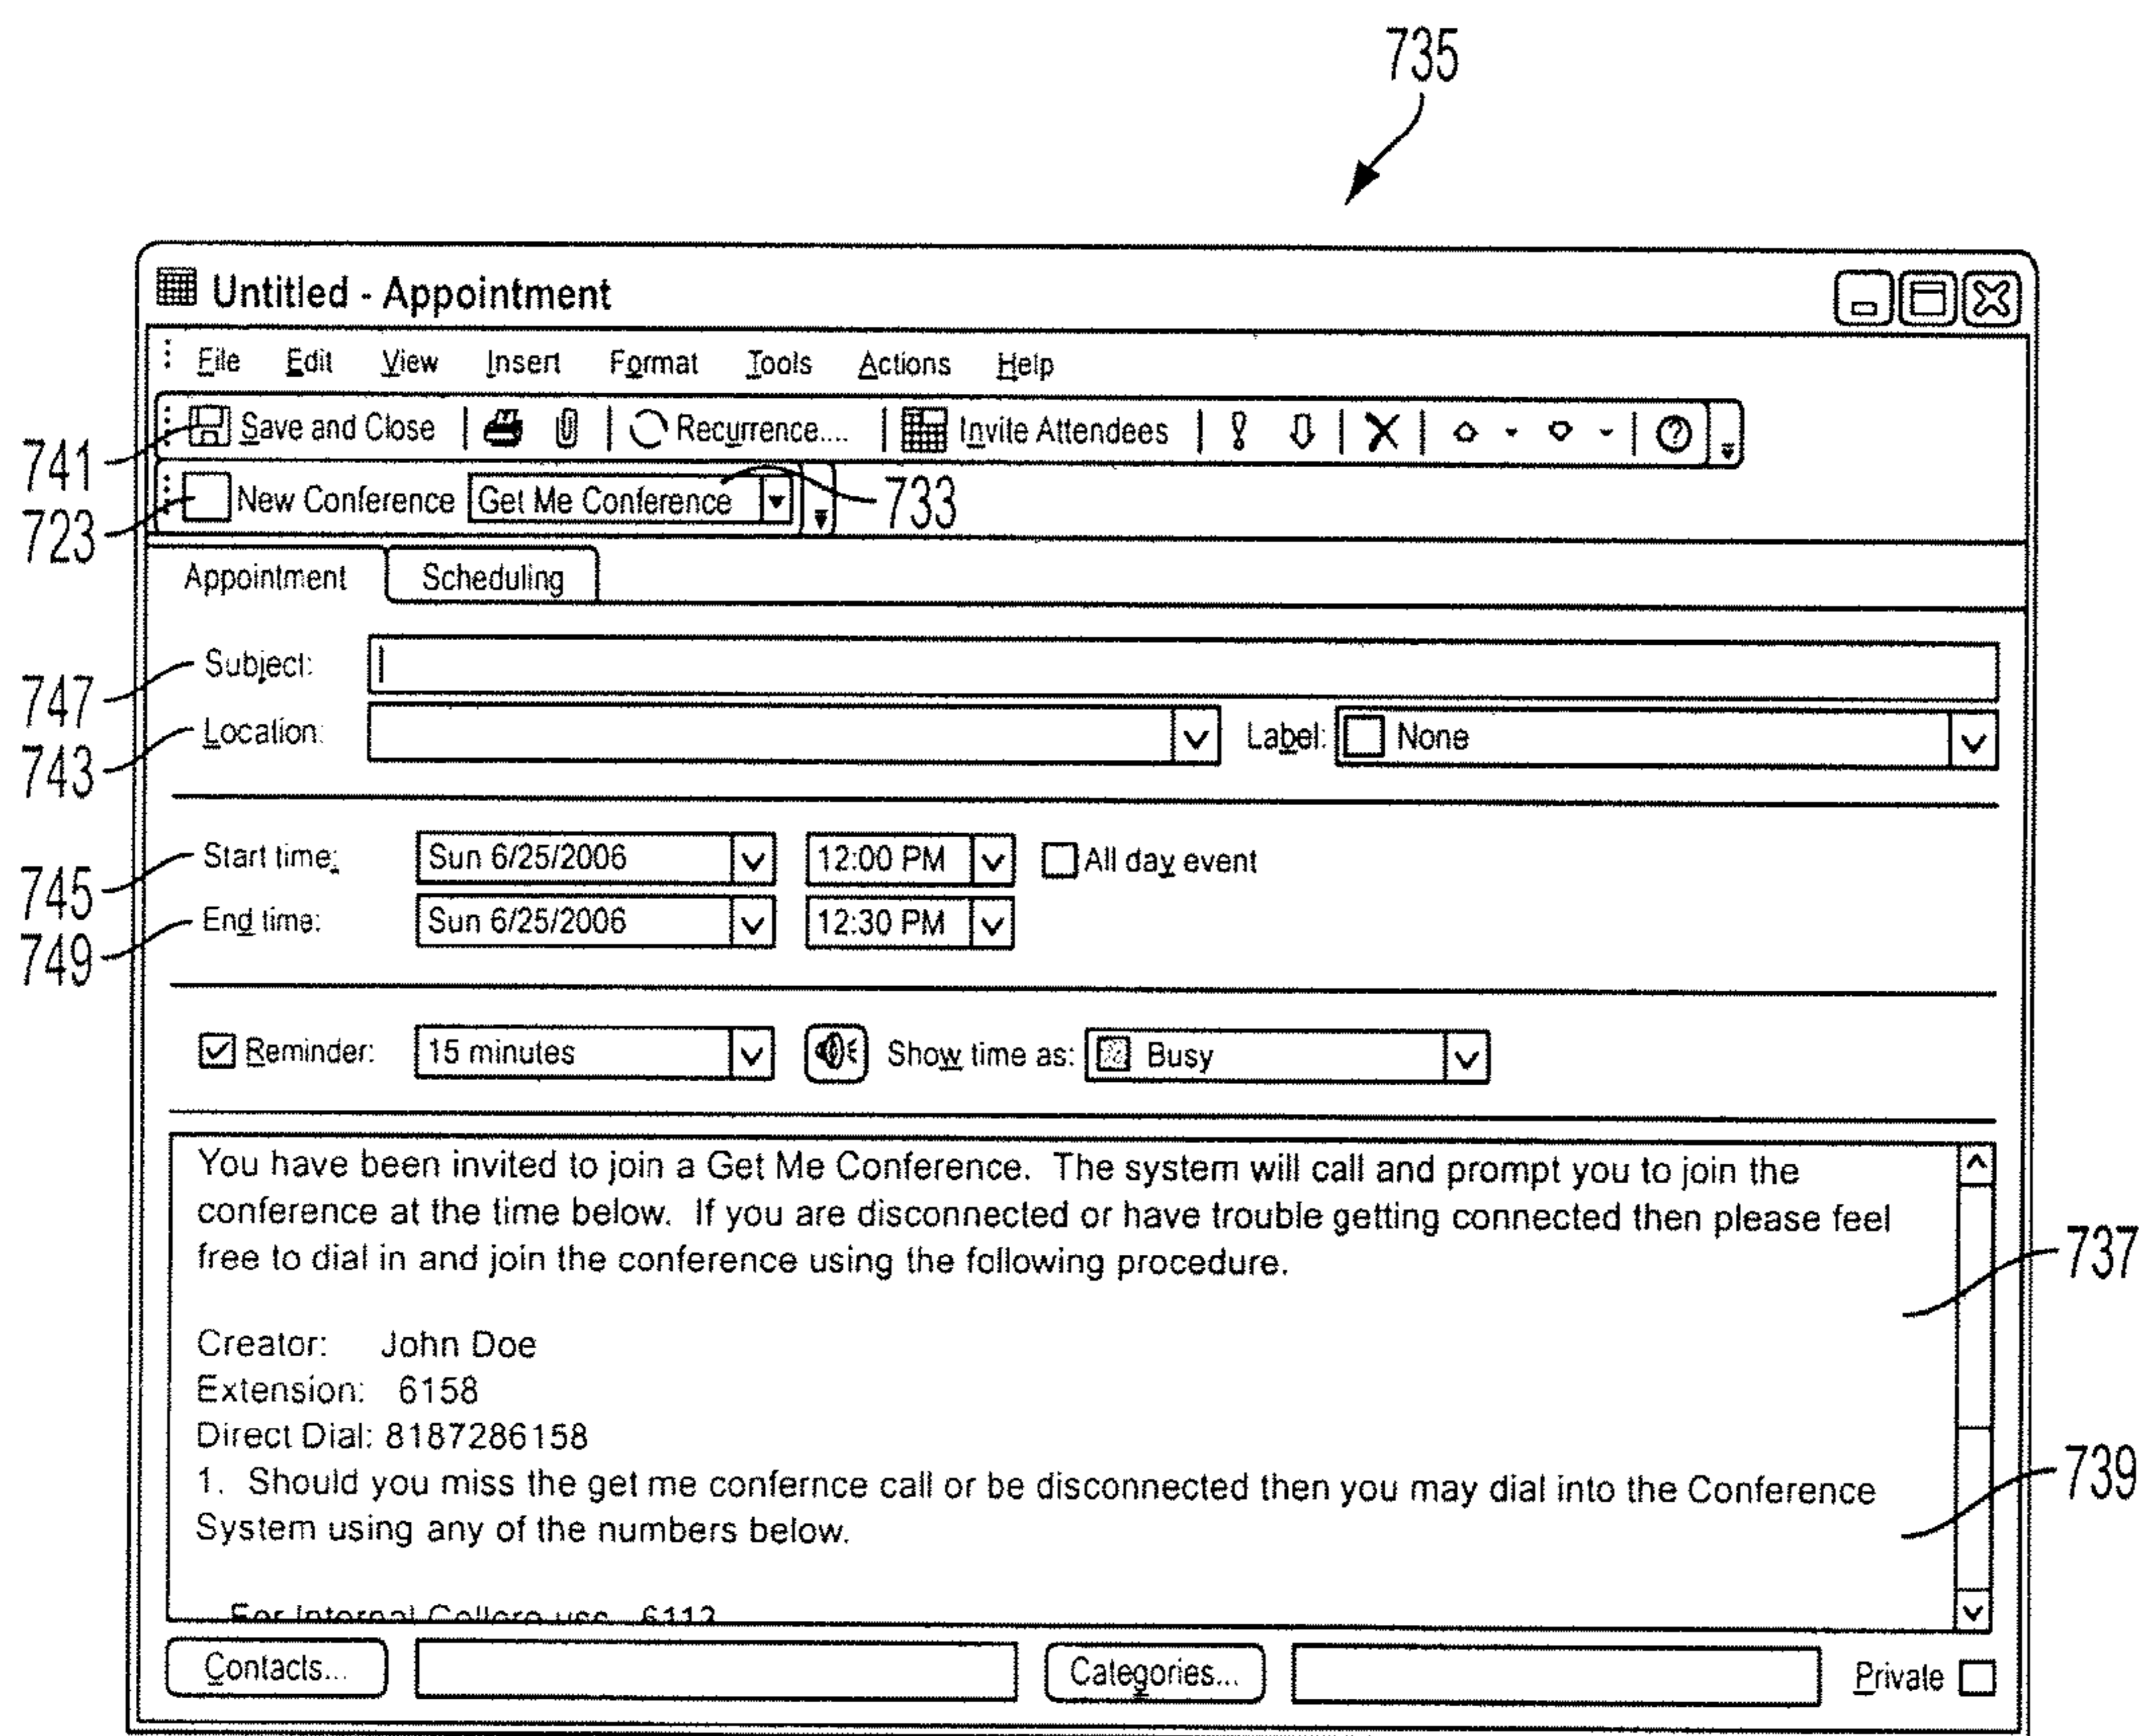 735
Untitled - Appointment
File Edit View Insert Format Tools Actions Help
741 Save and Close Recurrence.... Invite Attendees
723 New Conference Get Me Conference 733
Appointment Scheduling
747 Subject:
743 Location: Label: None
745 Start time: Sun 6/25/2006 12:00 PM All day event
749 End time: Sun 6/25/2006 12:30 PM
Reminder: 15 minutes Show time as: Busy
You have been invited to join a Get Me Conference. The system will call and prompt you to join the
conference at the time below. If you are disconnected or have trouble getting connected then please feel
free to dial in and join the conference using the following procedure.
737
Creator: John Doe
Extension: 6158
Direct Dial: 8187286158
1. Should you miss the get me confernce call or be disconnected then you may dial into the Conference
739
System using any of the numbers below.
For Internal
Contacts... Categories... Private